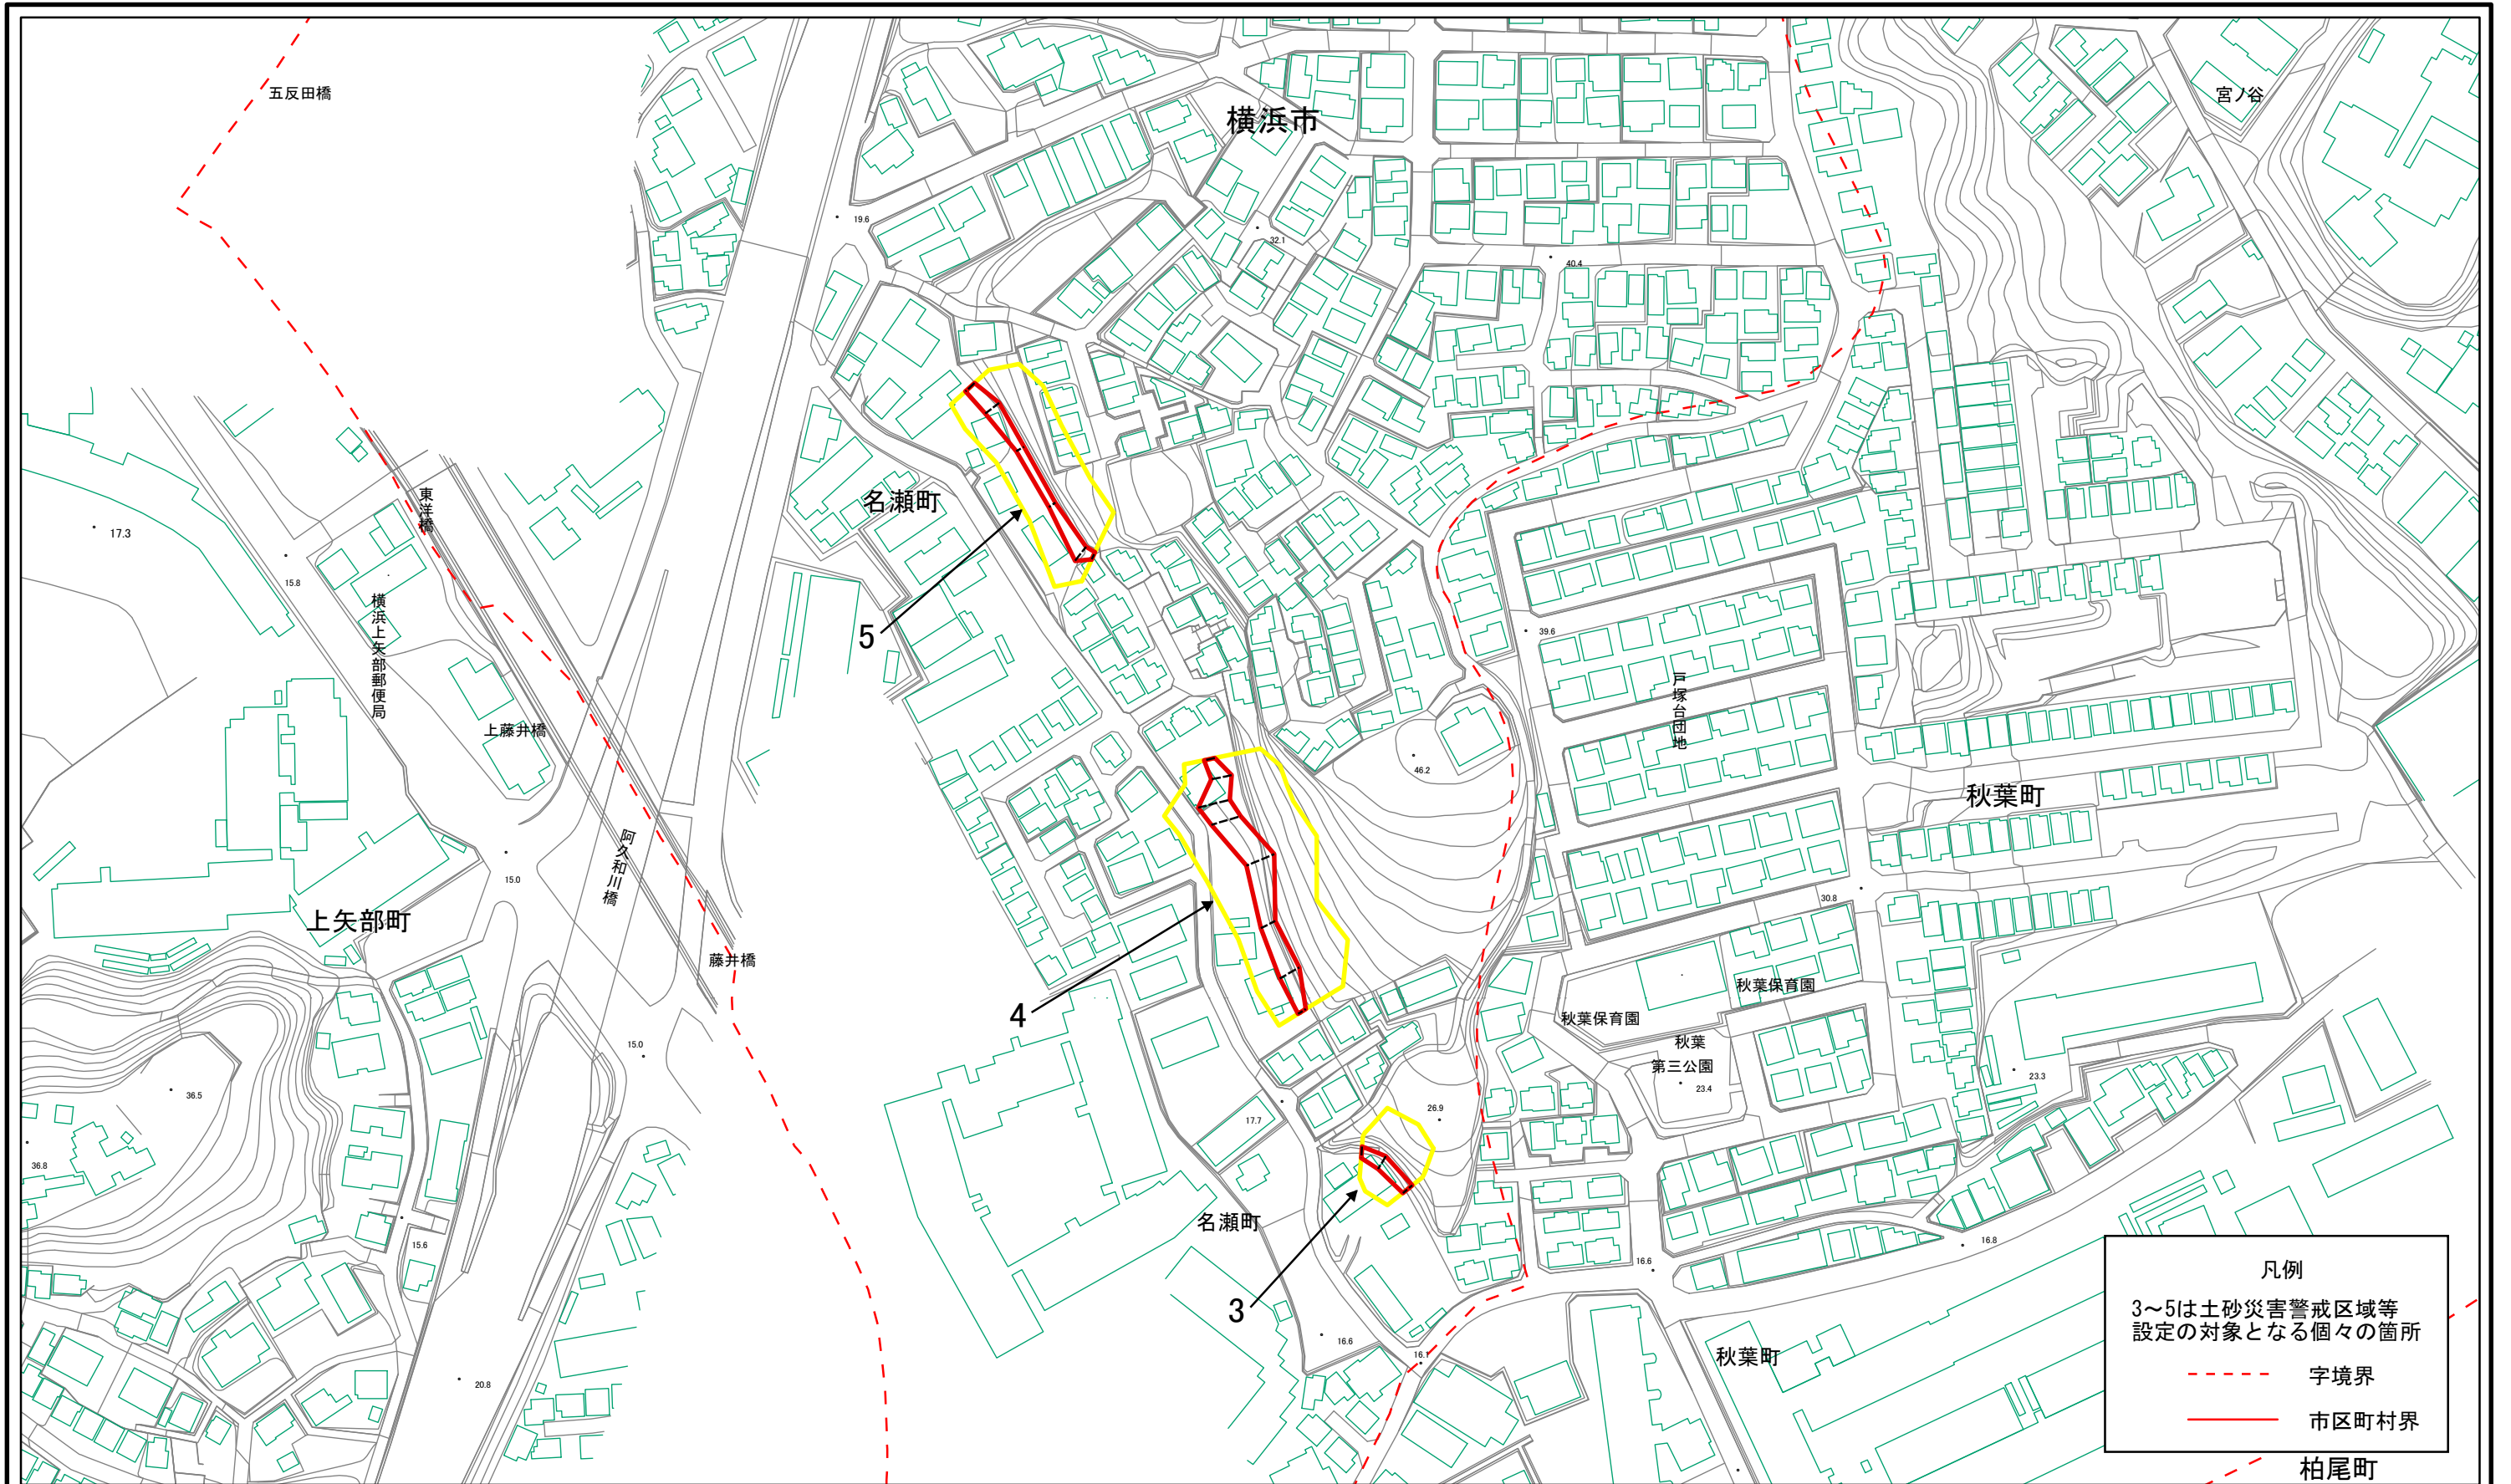 五反田橋
横浜市
宮ノ谷
19.6
32.1
40.4
名瀬町
東洋橋
17.3
15.8
横浜上矢部郵便局
5
39.6
戸塚台団地
上藤井橋
46.2
秋葉町
阿久和川橋
15.0
30.8
上矢部町
藤井橋
秋葉保育園
4
秋葉保育園
秋葉
第三公園
15.0
36.5
23.4
23.3
26.9
17.7
36.8
名瀬町
15.6
16.8
16.6
3
16.6
16.1
秋葉町
20.8
凡例
3～5は土砂災害警戒区域等
設定の対象となる個々の箇所
字境界
市区町村界
柏尾町